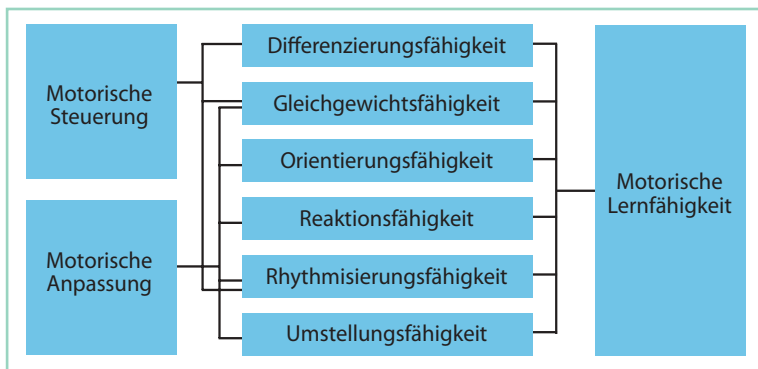 Motorische
Steuerung
Motorische
Anpassung
Differenzierungsfähigkeit
Gleichgewichtsfähigkeit
Orientierungsfähigkeit
Reaktionsfähigkeit
Rhythmisierungsfähigkeit
Umstellungsfähigkeit
Motorische
Lernfähigkeit